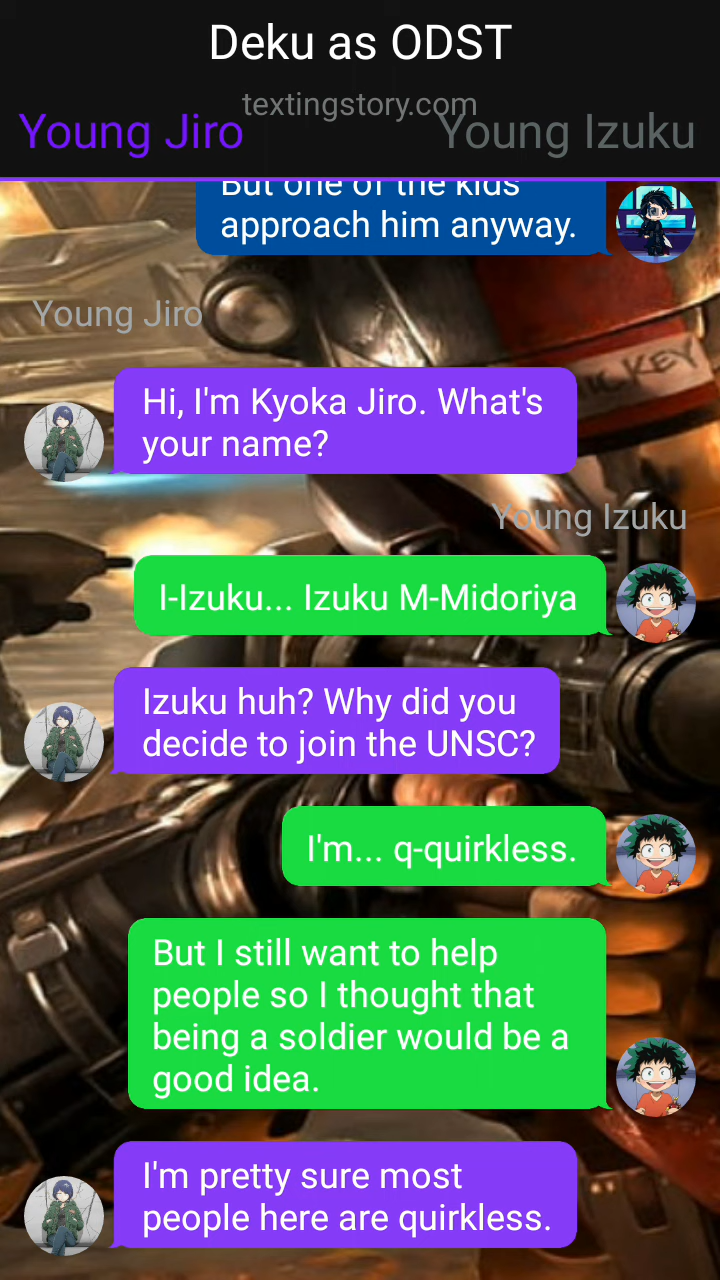 Deku as ODST
textingstory.com
Young Jiro
Young Izuku
But one of the kids
approach him anyway.
Young Jiro
KEY
Hi, I'm Kyoka Jiro. What's
your name?
Young Izuku
I-Izuku... Izuku M-Midoriya
Izuku huh? Why did you
decide to join the UNSC?
I'm... q-quirkless.
But I still want to help
people so I thought that
being a soldier would be a
good idea.
I'm pretty sure most
people here are quirkless.